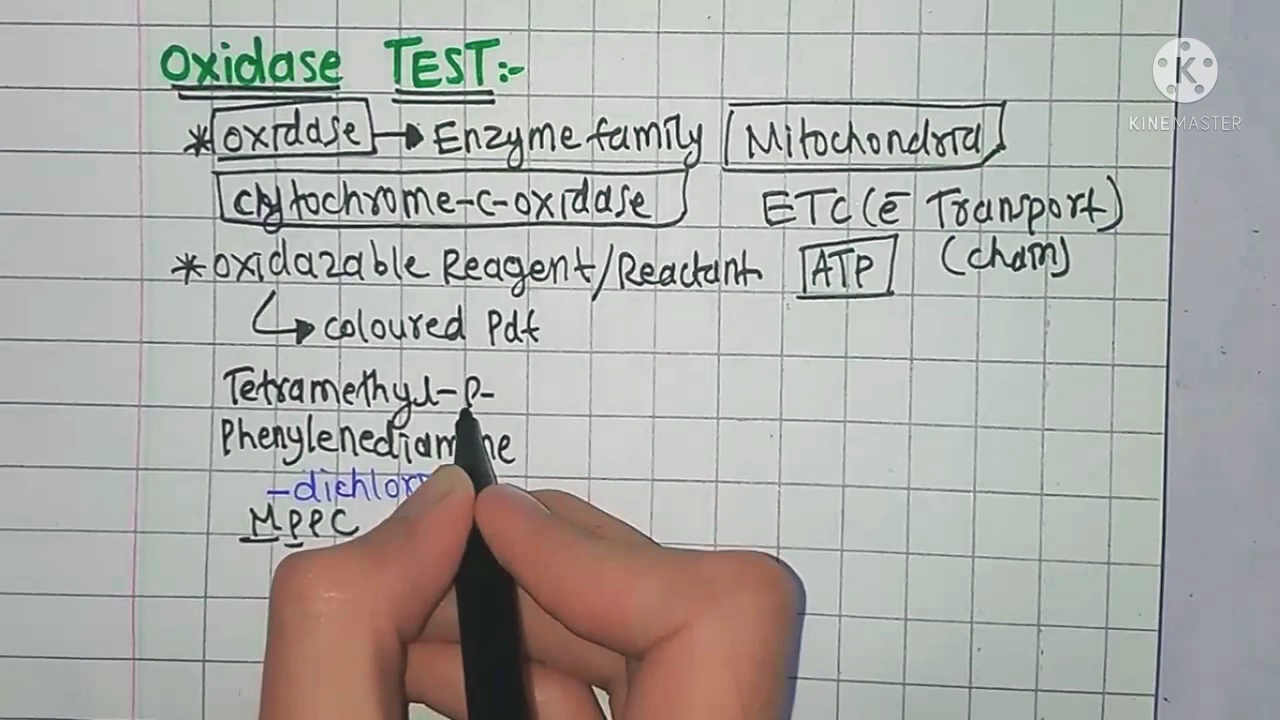 Oxidase TEST:-
*oxidase → Enzyme family Mitochondria
Cytochrome-c-oxidase ETC (ē Transport)
(chain)
*oxidazable Reagent/Reactant ATP
↳ coloured Pdt
Tetramethyl-P-
Phenylenediamine
MPPC
K
KINEMASTER